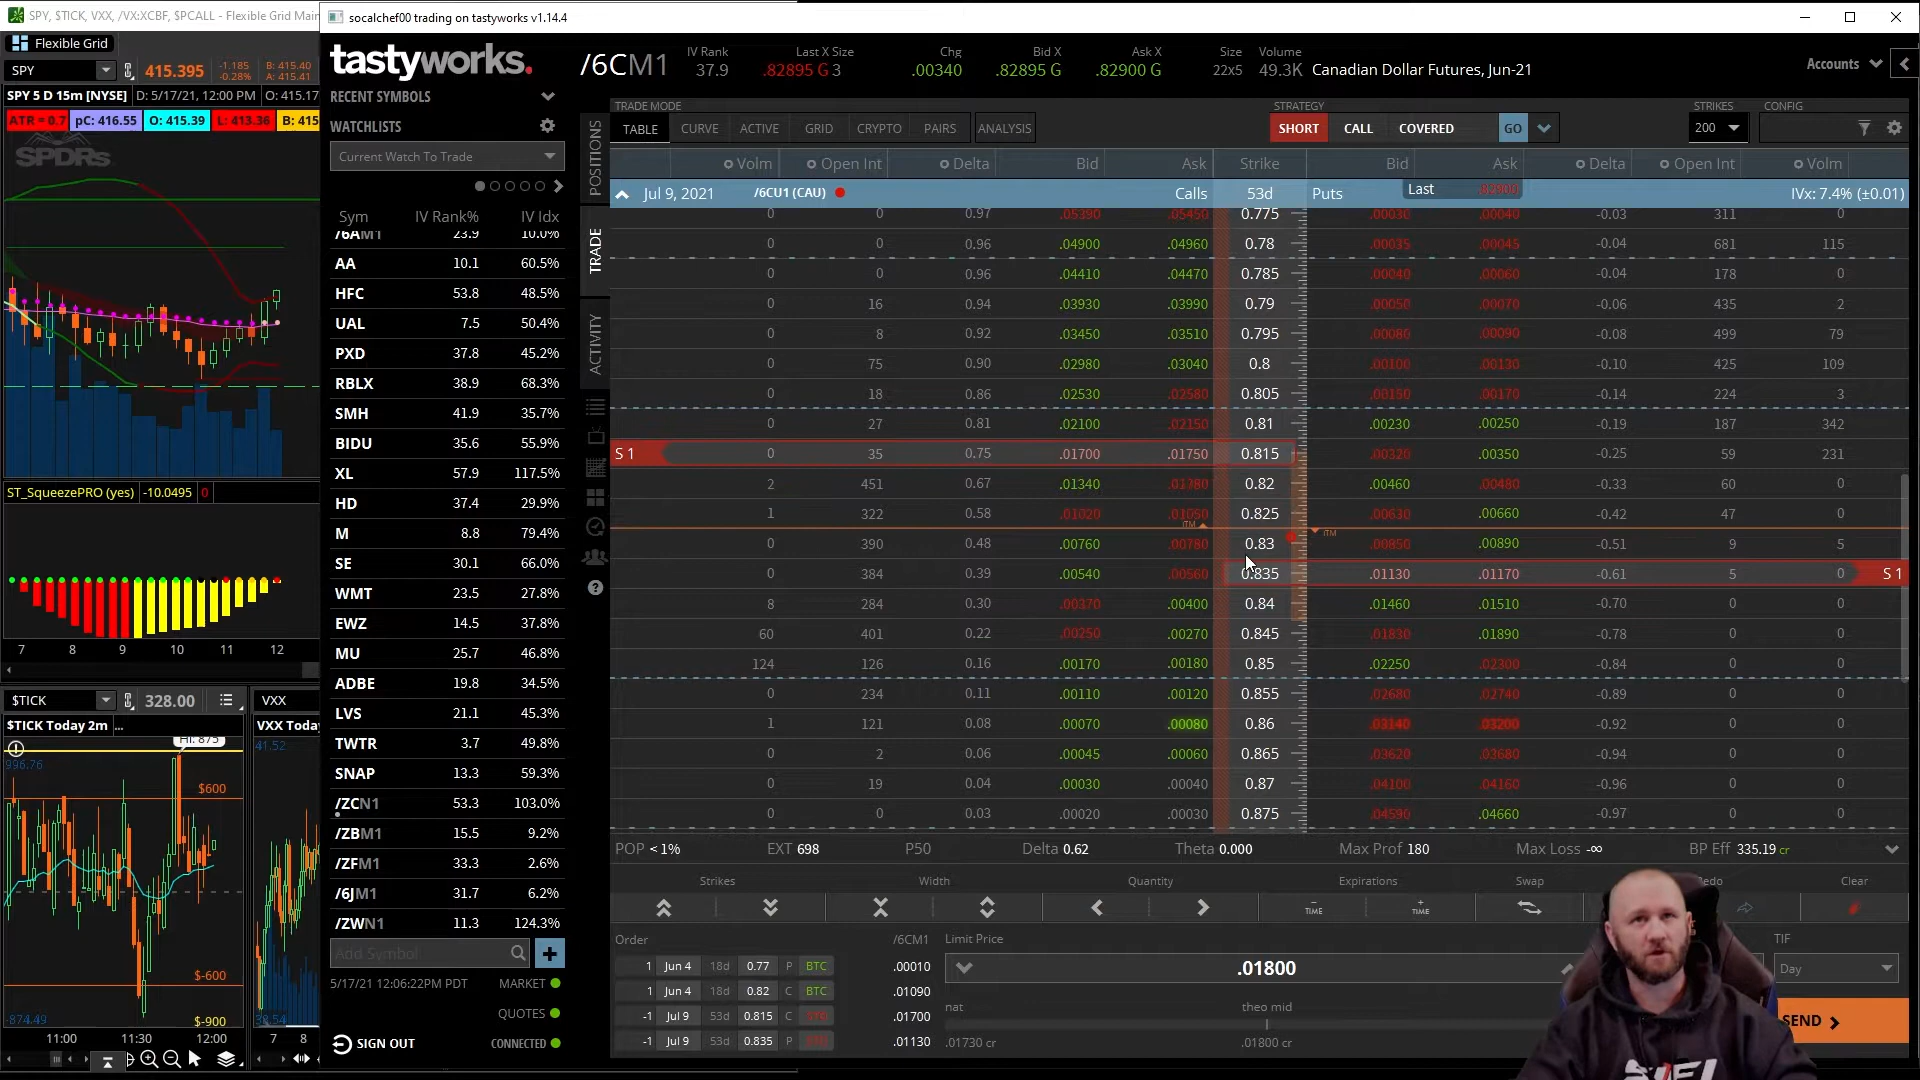 SPY, $TICK, VXX, /VX:XCBF, $PCALL - Flexible Grid Main
socalchef00 trading on tastyworks v1.14.4
Flexible Grid
SPY 415.395 -1.185 -0.28% B: 415.40 A: 415.41
SPY 5 D 15m [NYSE] D: 5/17/21, 12:00 PM O: 415.17
ATR = 0.7 pC: 416.55 O: 415.39 L: 413.36 B: 415
SPDRs
ST_SqueezePRO (yes) -10.0495 0
7 8 9 10 11 12
$TICK 328.00 VXX
$TICK Today 2m ... VXX Today
Hi: 875
996.76
41.52
$600
$-600
-874.49
38.54
$-900
11:00 11:30 12:00 7 8
tastyworks.
RECENT SYMBOLS
WATCHLISTS
Current Watch To Trade
Sym IV Rank% IV Idx
/6AM1 23.9 10.0%
AA 10.1 60.5%
HFC 53.8 48.5%
UAL 7.5 50.4%
PXD 37.8 45.2%
RBLX 38.9 68.3%
SMH 41.9 35.7%
BIDU 35.6 55.9%
XL 57.9 117.5%
HD 37.4 29.9%
M 8.8 79.4%
SE 30.1 66.0%
WMT 23.5 27.8%
EWZ 14.5 37.8%
MU 25.7 46.8%
ADBE 19.8 34.5%
LVS 21.1 45.3%
TWTR 3.7 49.8%
SNAP 13.3 59.3%
/ZCN1 53.3 103.0%
/ZBM1 15.5 9.2%
/ZFM1 33.3 2.6%
/6JM1 31.7 6.2%
/ZWN1 11.3 124.3%
Add Symbol
5/17/21 12:06:22PM PDT MARKET
QUOTES
SIGN OUT CONNECTED
POSITIONS
TRADE
ACTIVITY
/6CM1
IV Rank Last X Size Chg Bid X Ask X Size Volume
37.9 .82895 G 3 .00340 .82895 G .82900 G 22x5 49.3K Canadian Dollar Futures, Jun-21
Accounts
TRADE MODE STRATEGY STRIKES CONFIG
TABLE CURVE ACTIVE GRID CRYPTO PAIRS ANALYSIS SHORT CALL COVERED GO 200
Volm Open Int Delta Bid Ask Strike Bid Ask Delta Open Int Volm
Jul 9, 2021 /6CU1 (CAU) Calls 53d Puts Last .82900 IVx: 7.4% (±0.01)
0 0 0.97 .05390 .05450 0.775 .00030 .00040 -0.03 311 0
0 0 0.96 .04900 .04960 0.78 .00035 .00045 -0.04 681 115
0 0 0.96 .04410 .04470 0.785 .00040 .00060 -0.04 178 0
0 16 0.94 .03930 .03990 0.79 .00050 .00070 -0.06 435 2
0 8 0.92 .03450 .03510 0.795 .00080 .00090 -0.08 499 79
0 75 0.90 .02980 .03040 0.8 .00100 .00130 -0.10 425 109
0 18 0.86 .02530 .02580 0.805 .00150 .00170 -0.14 224 3
0 27 0.81 .02100 .02150 0.81 .00230 .00250 -0.19 187 342
S 1 0 35 0.75 .01700 .01750 0.815 .00320 .00350 -0.25 59 231
2 451 0.67 .01340 .01380 0.82 .00460 .00480 -0.33 60 0
1 322 0.58 .01020 .01050 0.825 .00630 .00660 -0.42 47 0
ITM ITM
0 390 0.48 .00760 .00780 0.83 .00850 .00890 -0.51 9 5
0 384 0.39 .00540 .00560 0.835 .01130 .01170 -0.61 5 0 S 1
8 284 0.30 .00370 .00400 0.84 .01460 .01510 -0.70 0 0
60 401 0.22 .00250 .00270 0.845 .01830 .01890 -0.78 0 0
124 126 0.16 .00170 .00180 0.85 .02250 .02300 -0.84 0 0
0 234 0.11 .00110 .00120 0.855 .02680 .02740 -0.89 0 0
1 121 0.08 .00070 .00080 0.86 .03140 .03200 -0.92 0 0
0 2 0.06 .00045 .00060 0.865 .03620 .03680 -0.94 0 0
0 19 0.04 .00030 .00040 0.87 .04100 .04160 -0.96 0 0
0 0 0.03 .00020 .00030 0.875 .04590 .04660 -0.97 0 0
POP <1% EXT 698 P50 Delta 0.62 Theta 0.000 Max Prof 180 Max Loss -∞ BP Eff 335.19 cr
Strikes Width Quantity Expirations Swap Redo Clear
TIME TIME
Order /6CM1 Limit Price TIF
1 Jun 4 18d 0.77 P BTC .00010
1 Jun 4 18d 0.82 C BTC .01090
-1 Jul 9 53d 0.815 C STO .01700
-1 Jul 9 53d 0.835 P STO .01130
.01800
Day
nat theo mid
.01730 cr .01800 cr
SEND